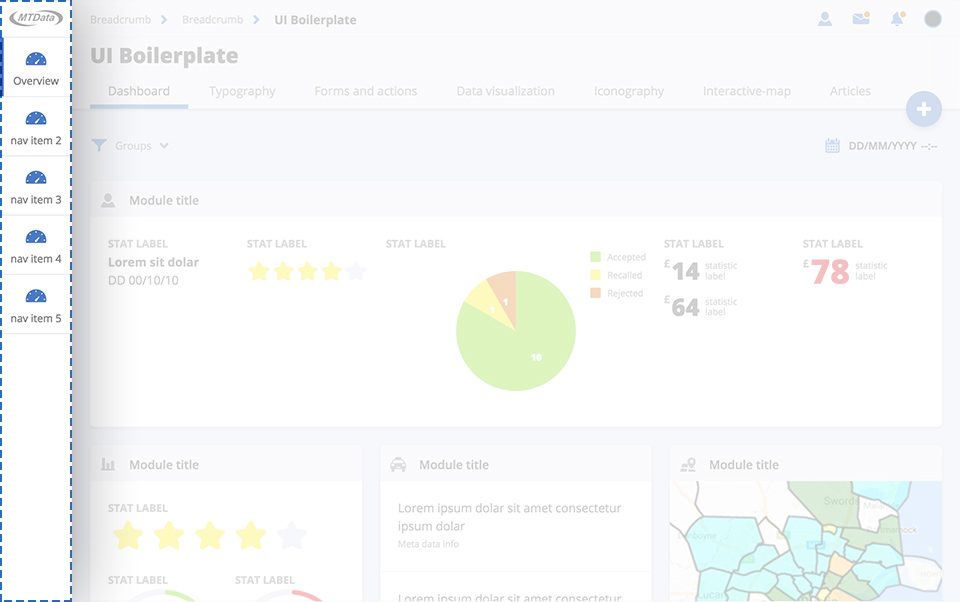 MTData
Overview
nav item 2
nav item 3
nav item 4
nav item 5
Breadcrumb Breadcrumb UI Boilerplate
UI Boilerplate
Dashboard Typography Forms and actions Data visualization Iconography Interactive-map Articles
Groups DD/MM/YYYY --:--
Module title
STAT LABEL
Lorem sit dolar
DD 00/10/10
STAT LABEL
STAT LABEL
1
10
Accepted
Recalled
Rejected
STAT LABEL
£14 statistic label
£64 statistic label
STAT LABEL
£78 statistic label
Module title
STAT LABEL
STAT LABEL STAT LABEL
Module title
Lorem ipsum dolor sit amet consectetur
ipsum dolar
Meta data info
Lorem ipsum dolor sit amet consectetur
Module title
Swords
Lucan